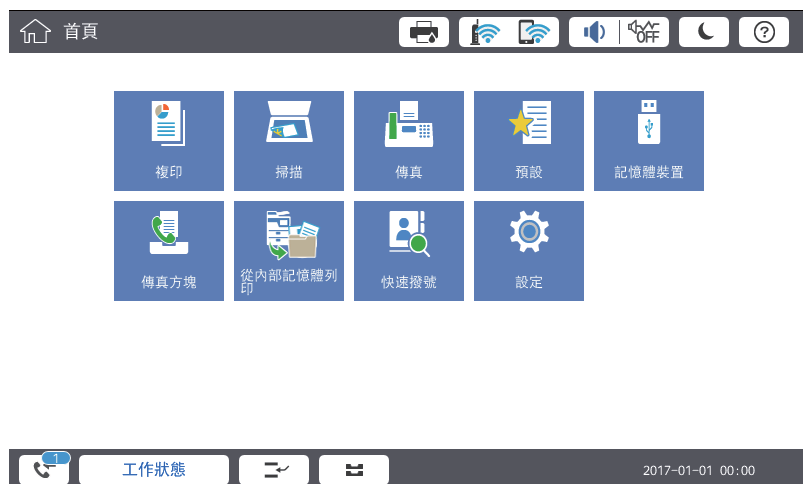 首頁
OFF
?
複印
掃描
傳真
預設
記憶體裝置
傳真方塊
從內部記憶體列
印
快速撥號
設定
1
工作狀態
2017-01-01 00:00